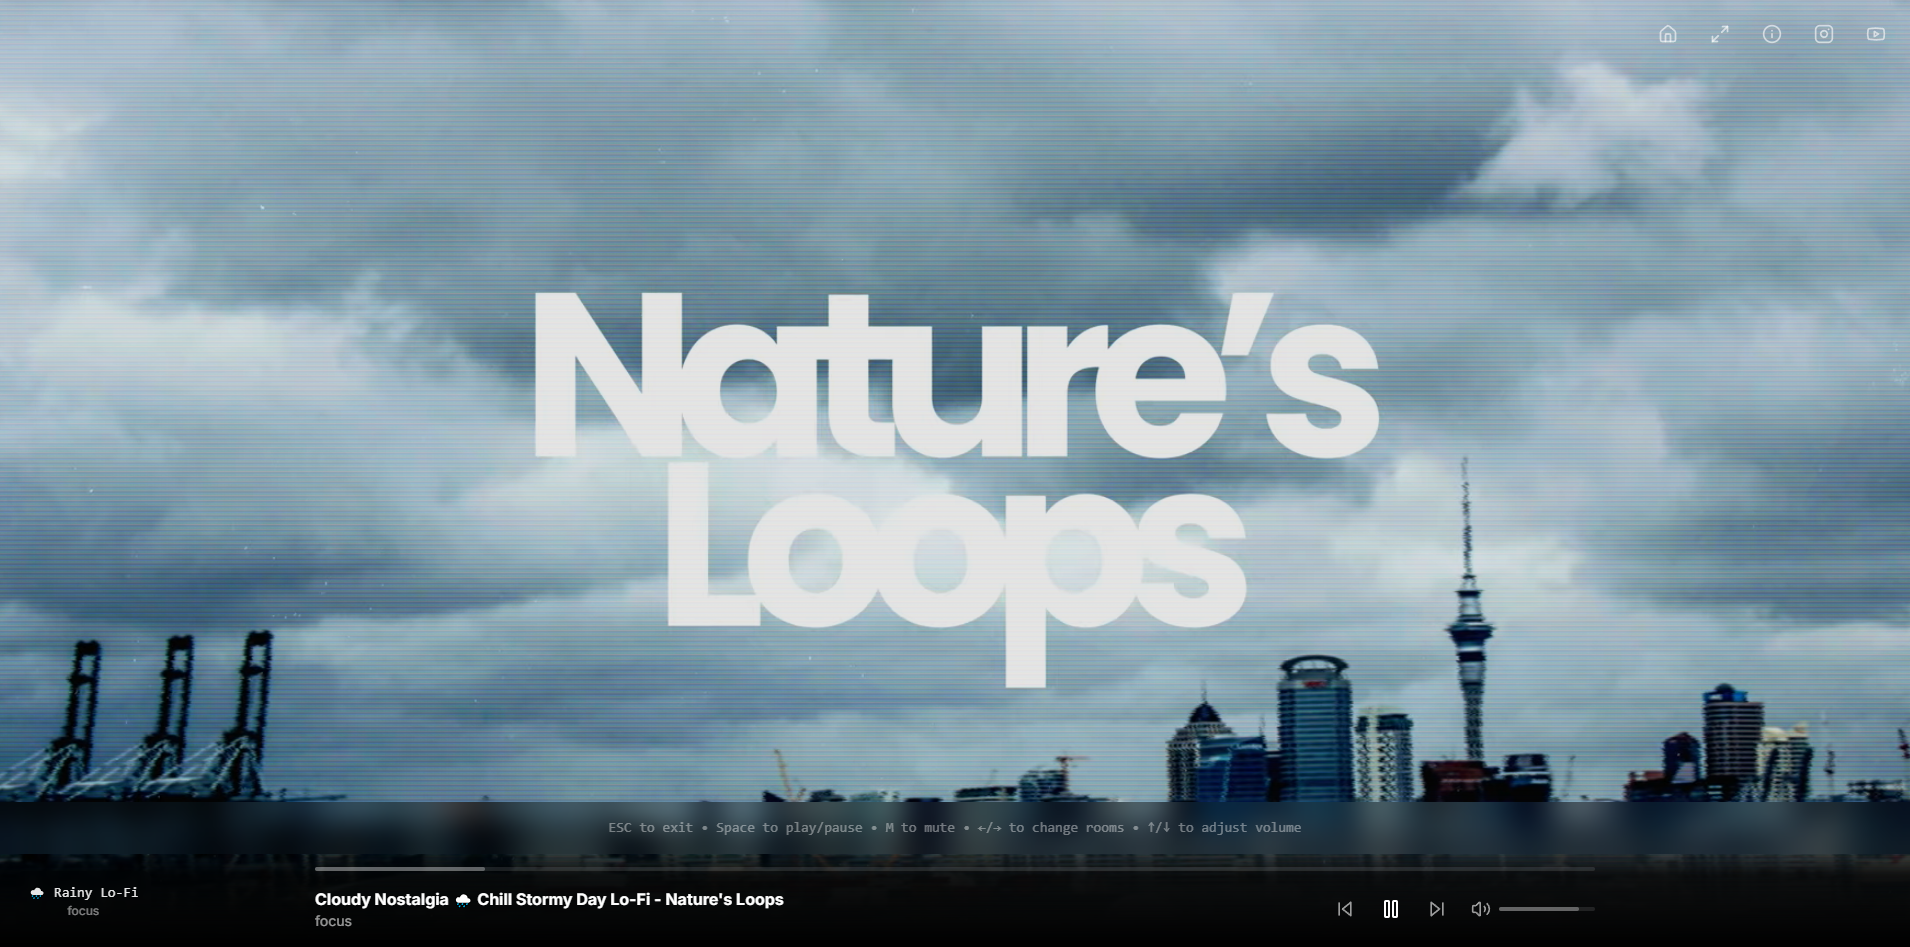 Nature's
Loops
ESC to exit • Space to play/pause • M to mute • ←/→ to change rooms • ↑/↓ to adjust volume
🌧️ Rainy Lo-Fi
focus
Cloudy Nostalgia 🌧️ Chill Stormy Day Lo-Fi - Nature's Loops
focus